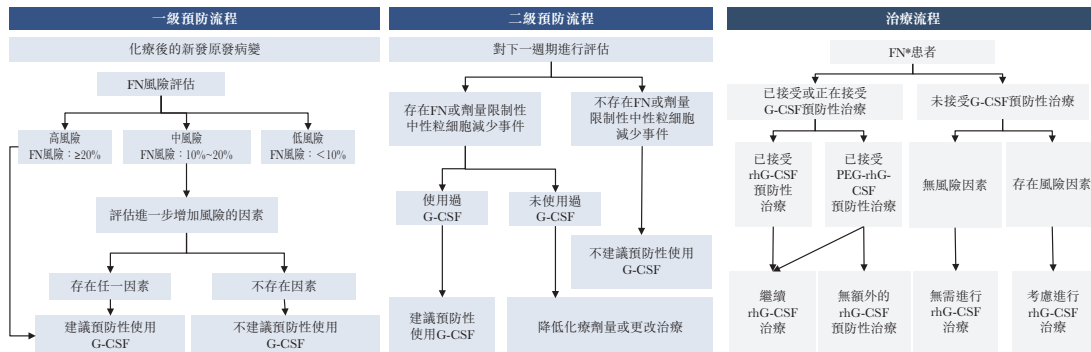 一級預防流程
化療後的新發原發病變
FN風險評估
高風險
FN風險：≥20%
中風險
FN風險：10%~20%
低風險
FN風險：＜10%
評估進一步增加風險的因素
存在任一因素
不存在因素
建議預防性使用
G-CSF
不建議預防性使用
G-CSF
二級預防流程
對下一週期進行評估
存在FN或劑量限制性
中性粒細胞減少事件
不存在FN或劑量
限制性中性粒細胞
減少事件
使用過
G-CSF
未使用過
G-CSF
不建議預防性使用
G-CSF
建議預防性
使用G-CSF
降低化療劑量或更改治療
治療流程
FN*患者
已接受或正在接受
G-CSF預防性治療
未接受G-CSF預防性治療
已接受
rhG-CSF
預防性
治療
已接受
PEG-rhG-
CSF
預防性治療
無風險因素
存在風險因素
繼續
rhG-CSF
治療
無額外的
rhG-CSF
預防性治療
無需進行
rhG-CSF
治療
考慮進行
rhG-CSF
治療